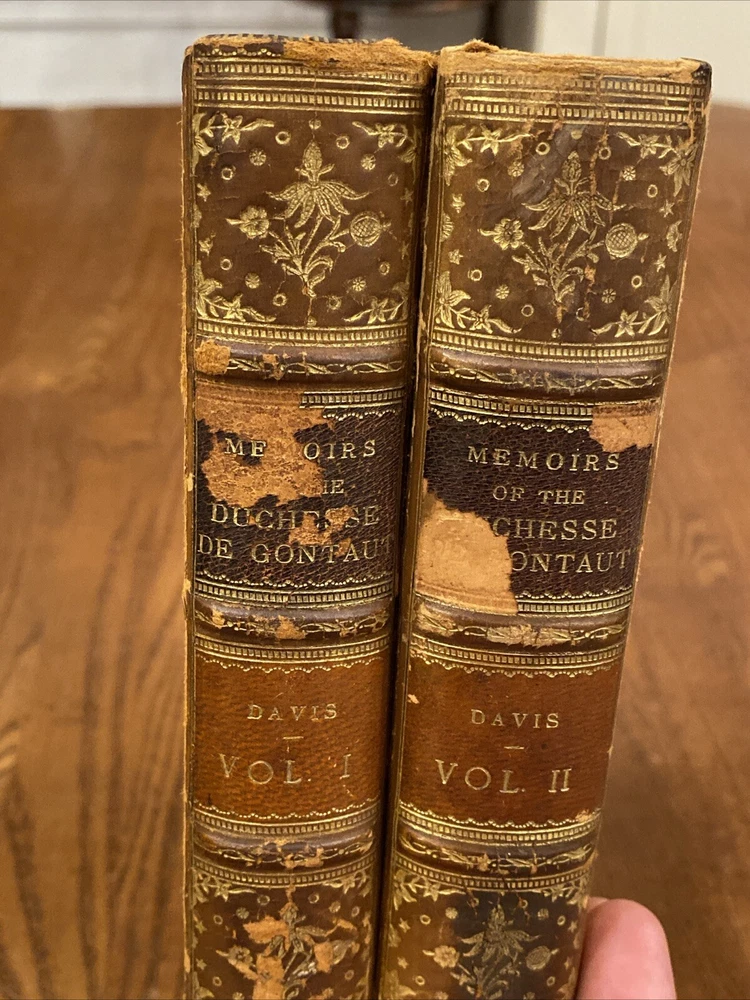 MEMOIRS
DUCHESSE
DE GONTAUT
DAVIS
VOL. I
MEMOIRS
OF THE
CHESSE
ONTAUT
DAVIS
VOL. II